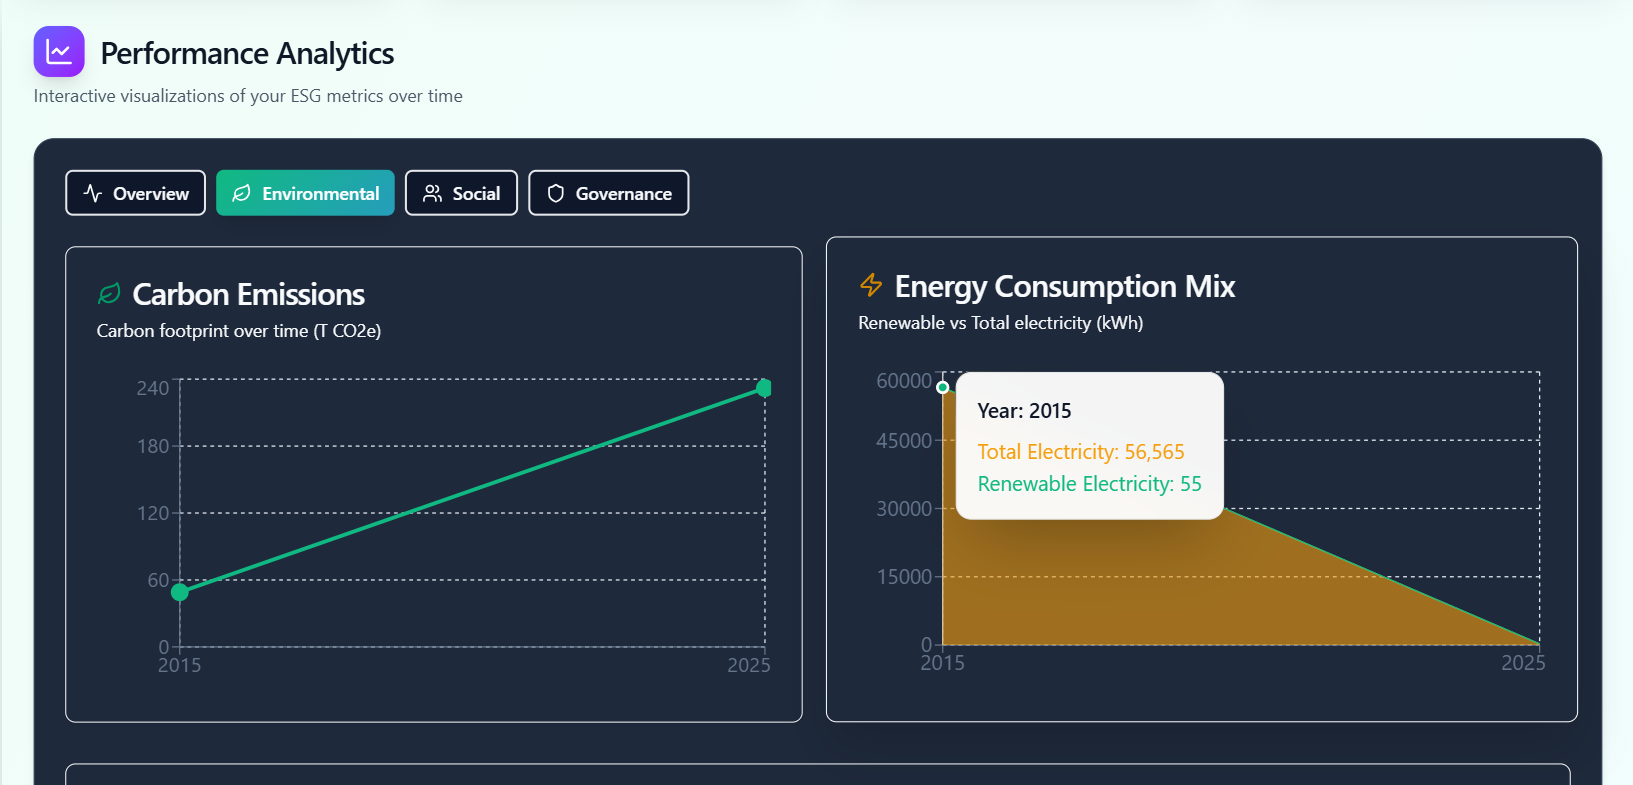 Performance Analytics
Interactive visualizations of your ESG metrics over time
Overview
Environmental
Social
Governance
Carbon Emissions
Carbon footprint over time (T CO2e)
240
180
120
60
0
2015
2025
Energy Consumption Mix
Renewable vs Total electricity (kWh)
60000
45000
30000
15000
0
2015
2025
Year: 2015
Total Electricity: 56,565
Renewable Electricity: 55